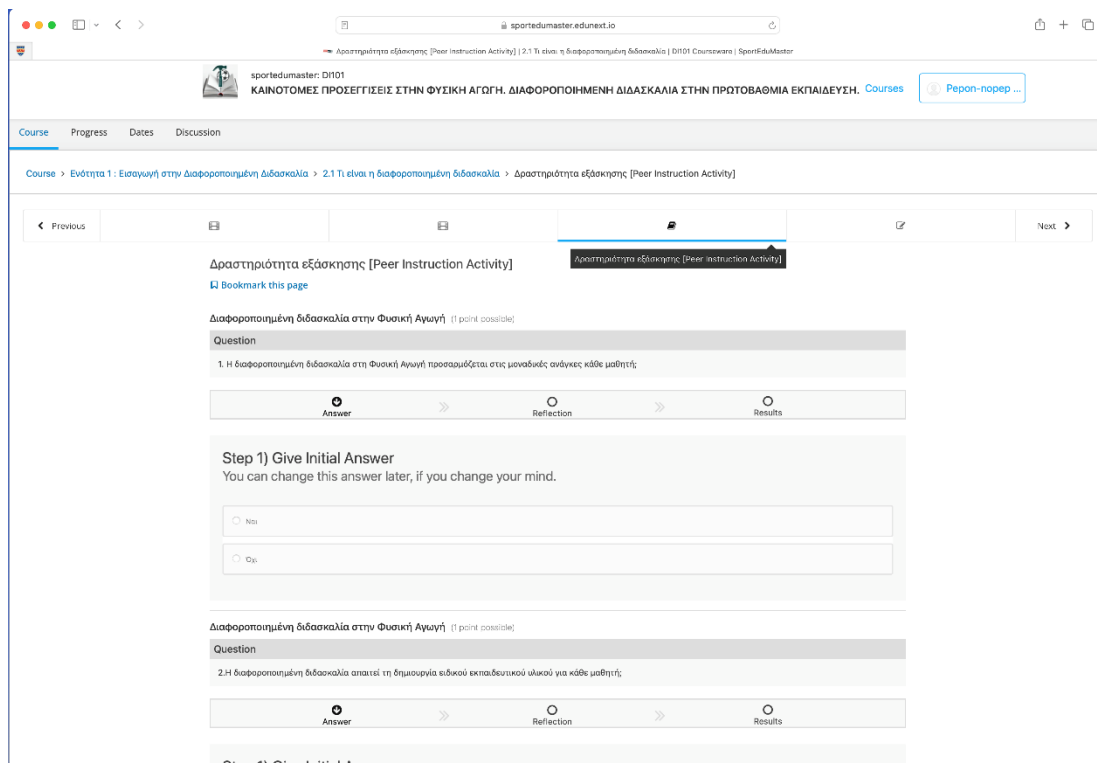 sportedumaster.edunext.io
Δραστηριότητα εξάσκησης [Peer Instruction Activity] | 2.1 Τι είναι η διαφοροποιημένη διδασκαλία | DI101 Courseware | SportEduMaster
sportedumaster: DI101
ΚΑΙΝΟΤΟΜΕΣ ΠΡΟΣΕΓΓΙΣΕΙΣ ΣΤΗΝ ΦΥΣΙΚΗ ΑΓΩΓΗ. ΔΙΑΦΟΡΟΠΟΙΗΜΕΝΗ ΔΙΔΑΣΚΑΛΙΑ ΣΤΗΝ ΠΡΩΤΟΒΑΘΜΙΑ ΕΚΠΑΙΔΕΥΣΗ. Courses Pepon-nopep ...
Course Progress Dates Discussion
Course > Ενότητα 1 : Εισαγωγή στην Διαφοροποιημένη Διδασκαλία > 2.1 Τι είναι η διαφοροποιημένη διδασκαλία > Δραστηριότητα εξάσκησης [Peer Instruction Activity]
Previous Next
Δραστηριότητα εξάσκησης [Peer Instruction Activity]
Δραστηριότητα εξάσκησης [Peer Instruction Activity]
Bookmark this page
Διαφοροποιημένη διδασκαλία στην Φυσική Αγωγή (1 point possible)
Question
1. Η διαφοροποιημένη διδασκαλία στη Φυσική Αγωγή προσαρμόζεται στις μοναδικές ανάγκες κάθε μαθητή;
Answer Reflection Results
Step 1) Give Initial Answer
You can change this answer later, if you change your mind.
Ναι
Όχι
Διαφοροποιημένη διδασκαλία στην Φυσική Αγωγή (1 point possible)
Question
2.Η διαφοροποιημένη διδασκαλία απαιτεί τη δημιουργία ειδικού εκπαιδευτικού υλικού για κάθε μαθητή;
Answer Reflection Results